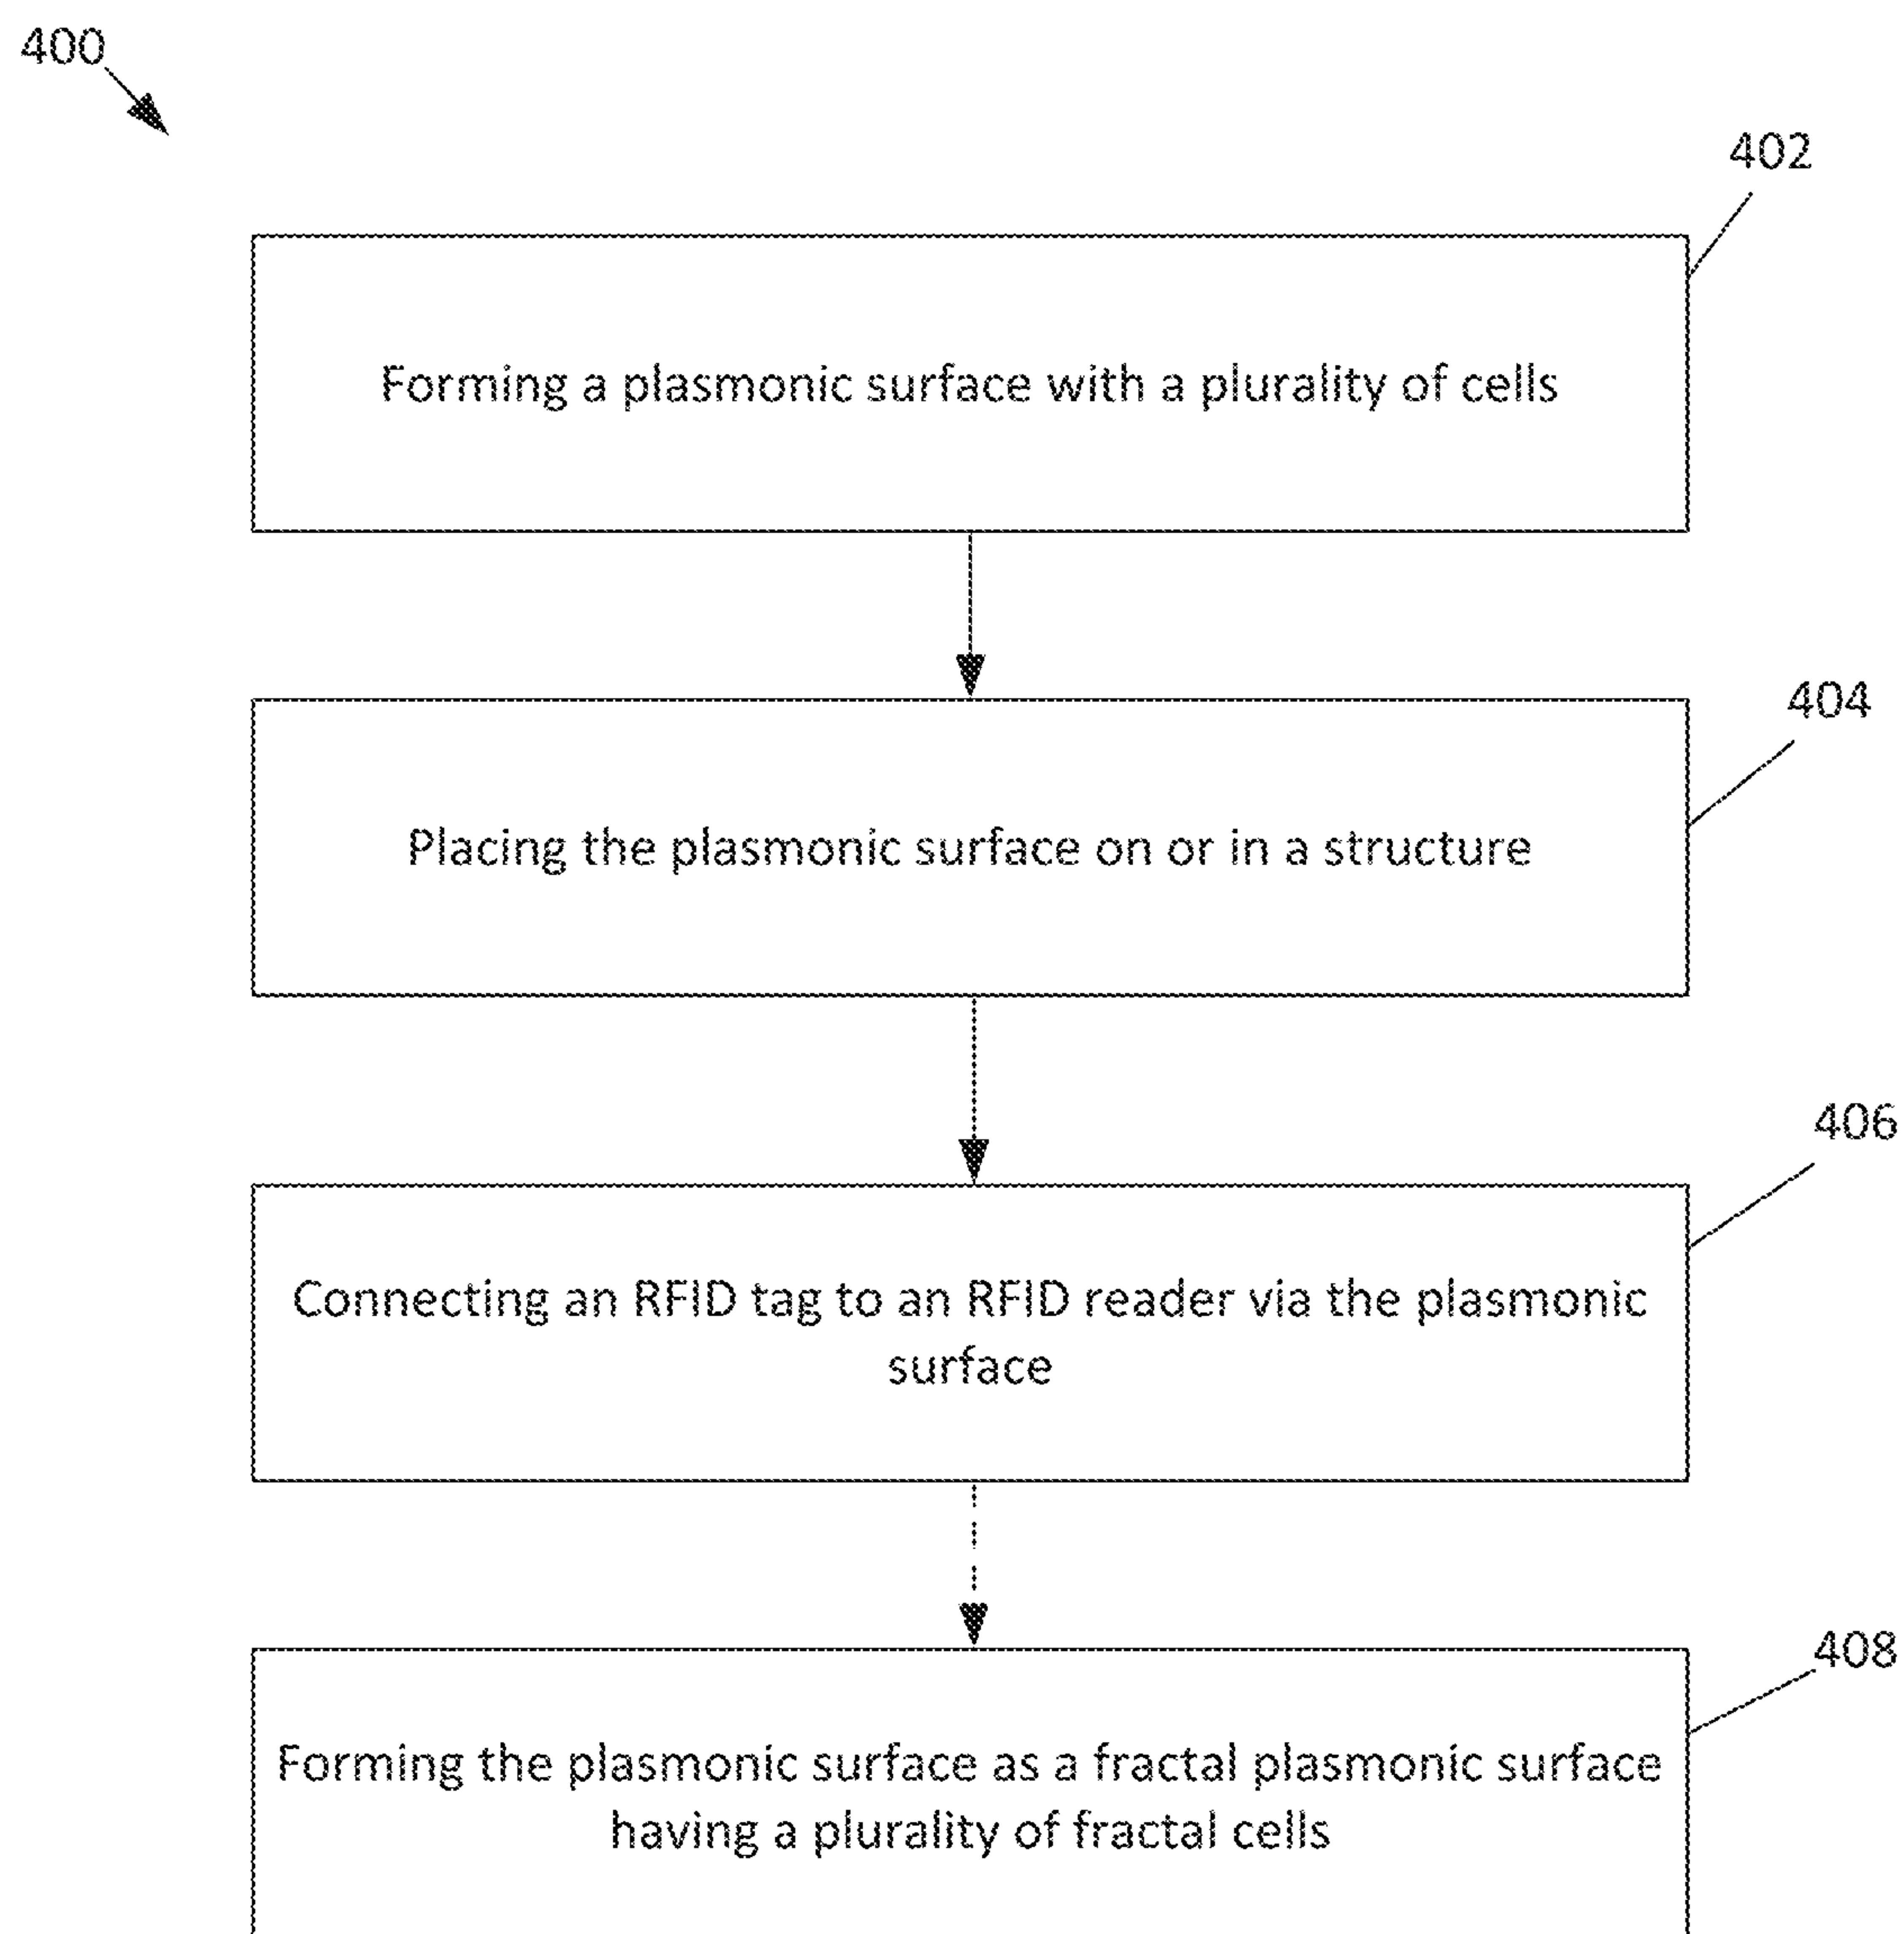 400
402
Forming a plasmonic surface with a plurality of cells
404
Placing the plasmonic surface on or in a structure
406
Connecting an RFID tag to an RFID reader via the plasmonic
surface
408
Forming the plasmonic surface as a fractal plasmonic surface
having a plurality of fractal cells